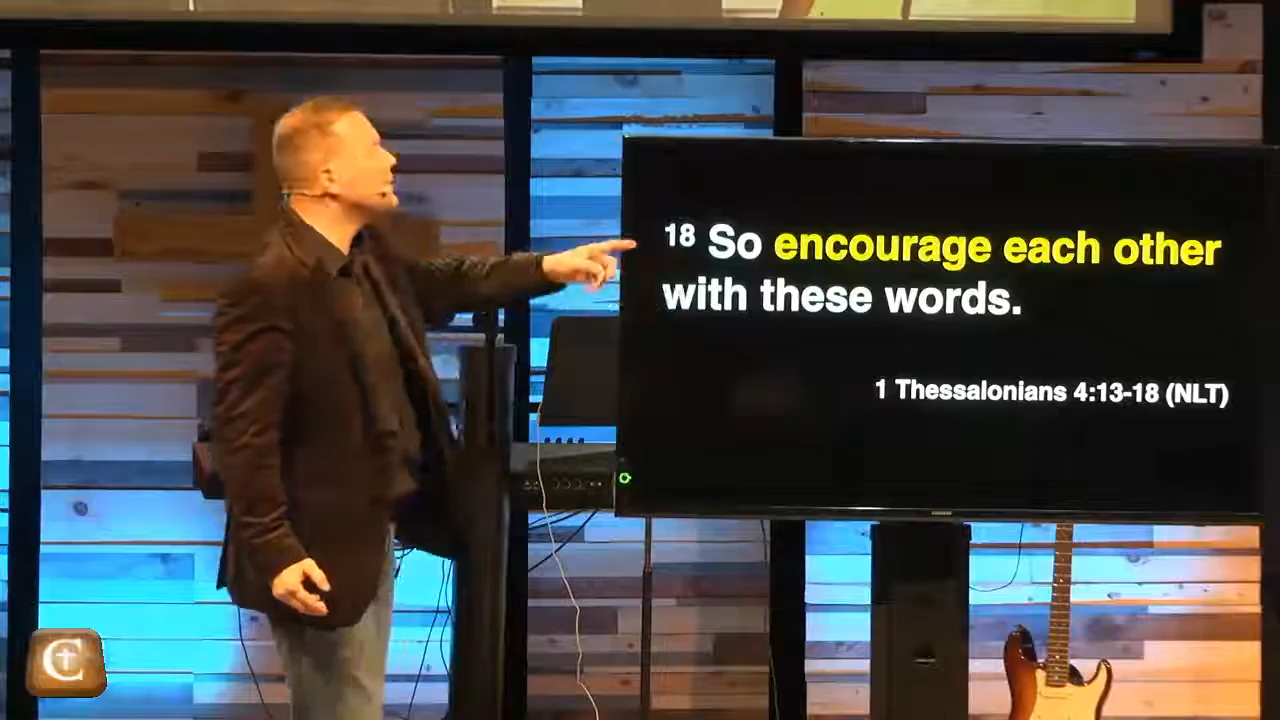 18 So encourage each other
with these words.
1 Thessalonians 4:13-18 (NLT)
C